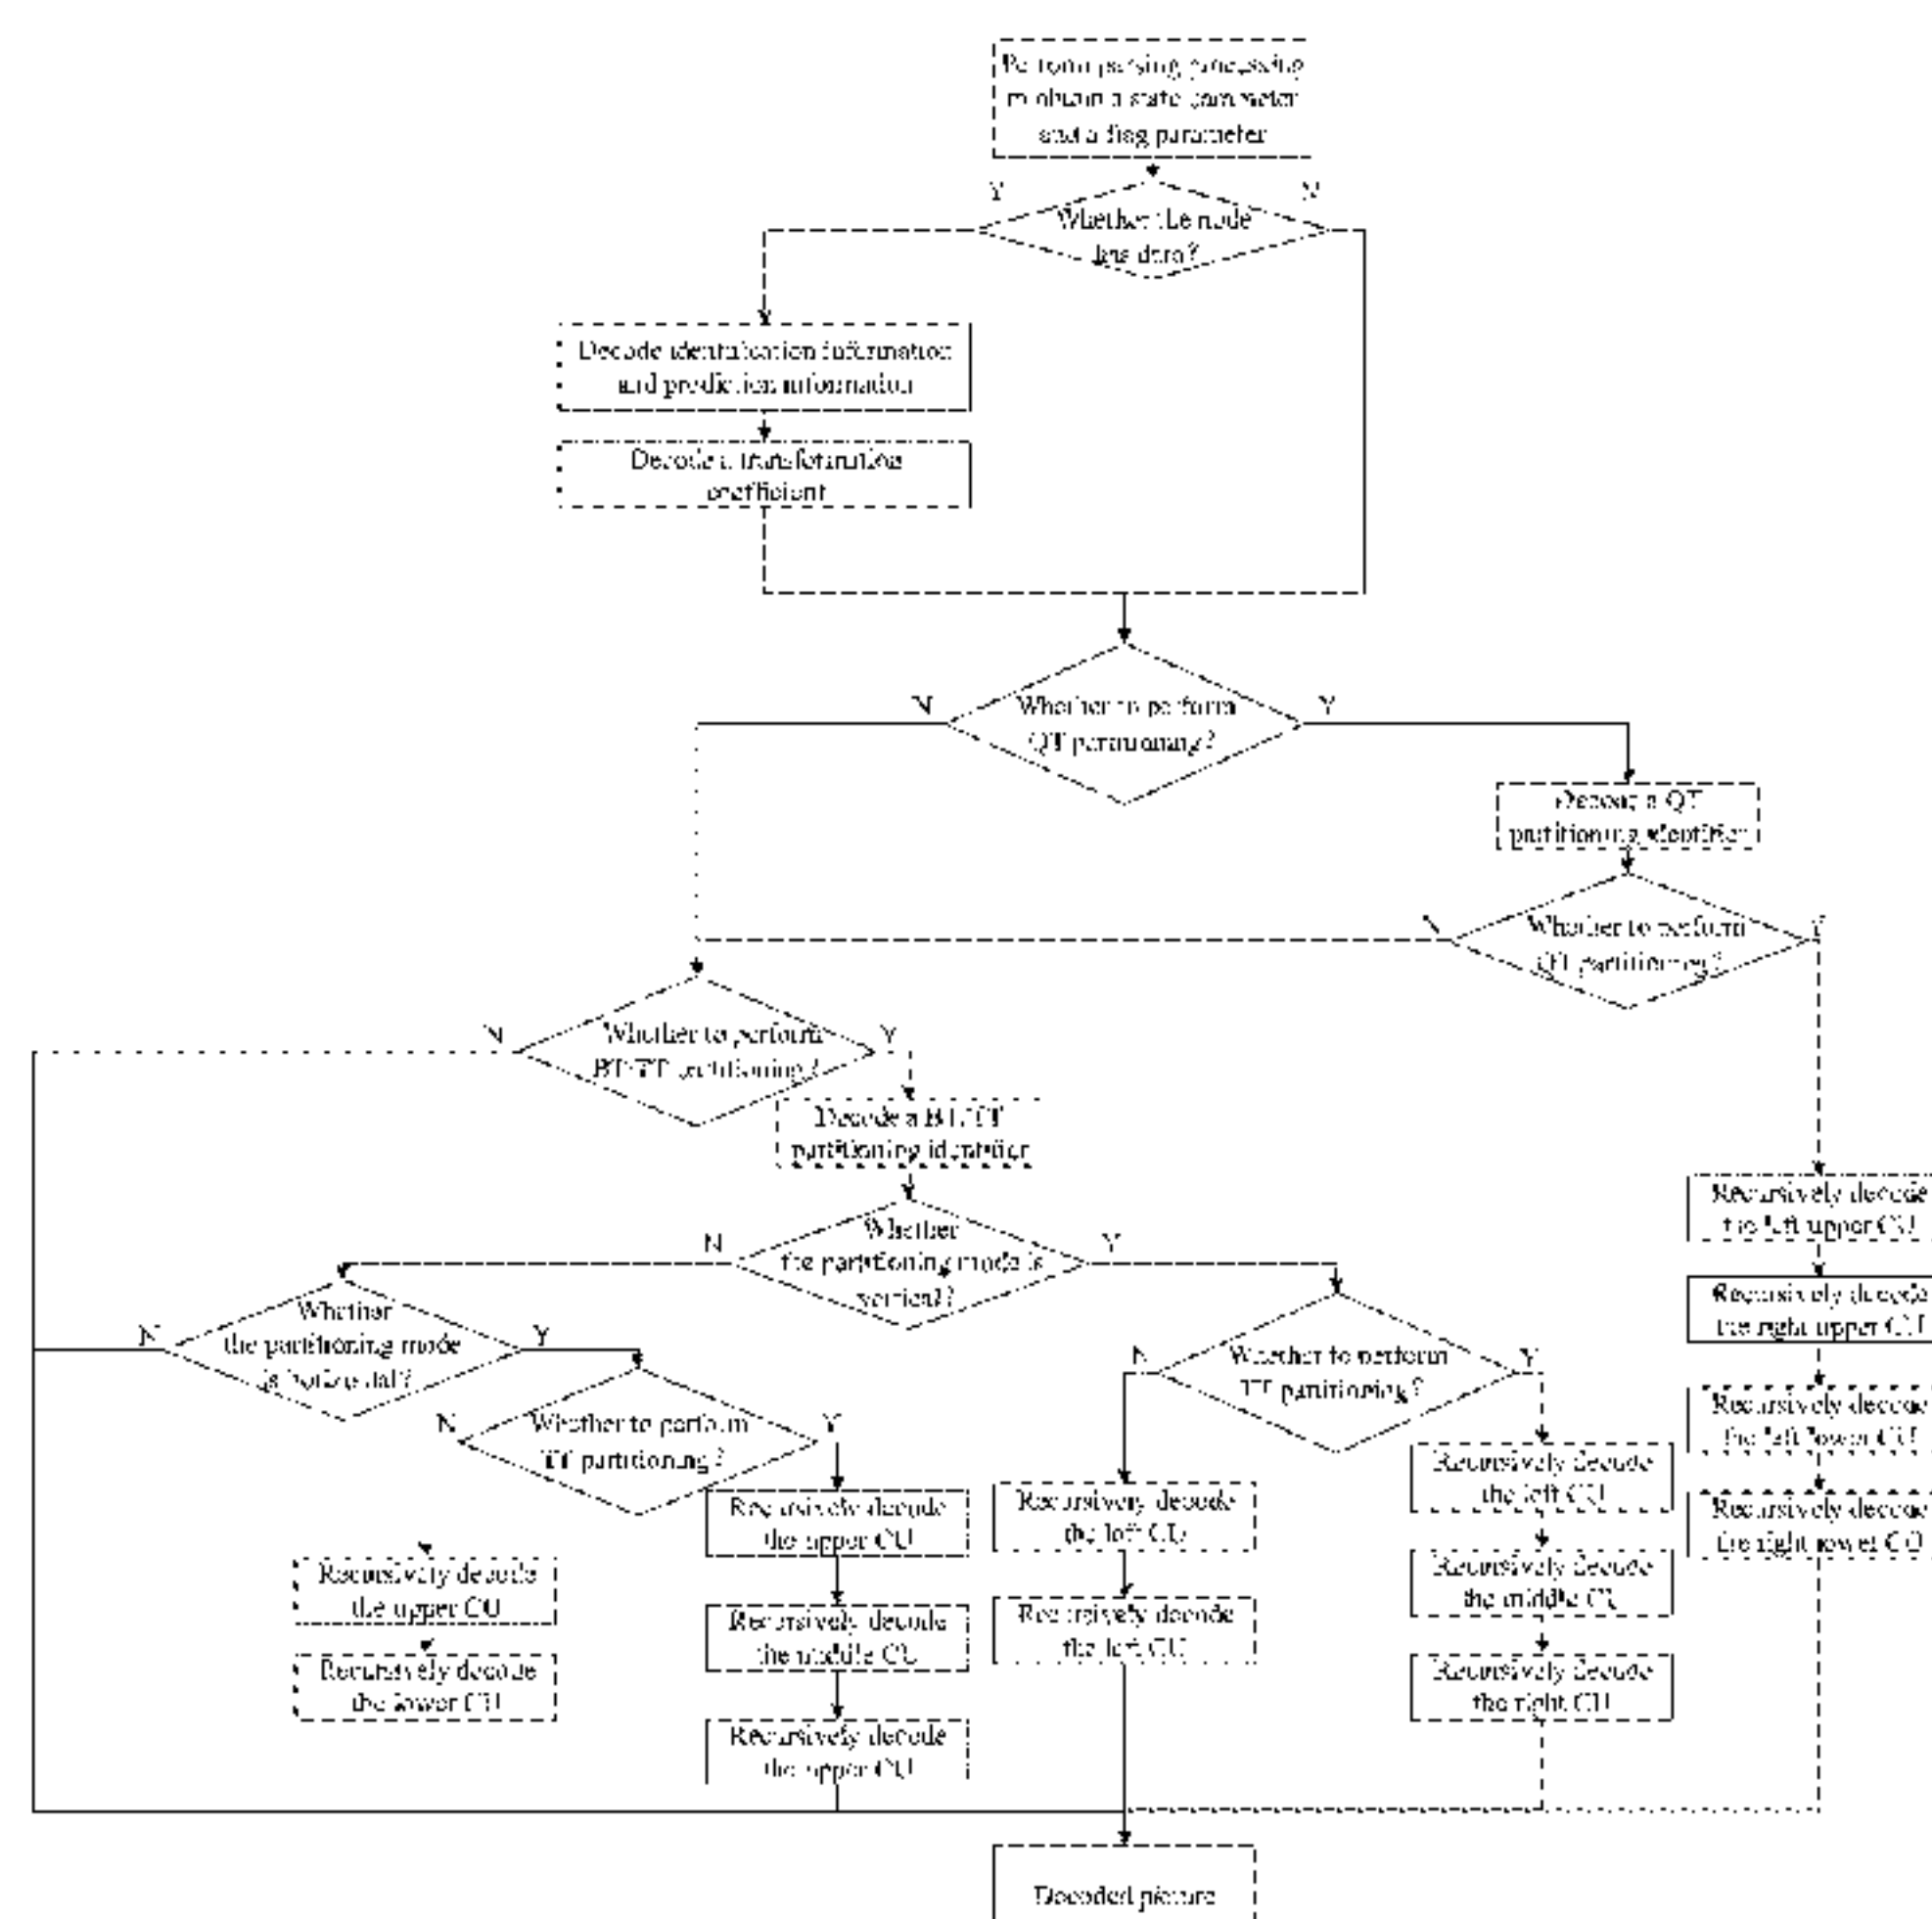 Perform parsing processing
to obtain a state parameter
and a flag parameter
Y
N
Whether the node
has data?
Decode identification information
and prediction information
Decode a transformation
coefficient
N
Whether to perform
QT partitioning?
Y
Decode a QT
partitioning identifier
N
Whether to perform
QT partitioning?
Y
N
Whether to perform
BT/TT partitioning?
Y
Decode a BT/TT
partitioning identifier
N
Whether
the partitioning mode is
vertical?
Y
N
Whether
the partitioning mode
is horizontal?
Y
N
Whether to perform
TT partitioning?
Y
N
Whether to perform
TT partitioning?
Y
Recursively decode
the upper CU
Recursively decode
the lower CU
Recursively decode
the upper CU
Recursively decode
the middle CU
Recursively decode
the upper CU
Recursively decode
the left CU
Recursively decode
the left CU
Recursively decode
the left CU
Recursively decode
the middle CU
Recursively decode
the right CU
Recursively decode
the left upper CU
Recursively decode
the right upper CU
Recursively decode
the left lower CU
Recursively decode
the right lower CU
Decoded picture